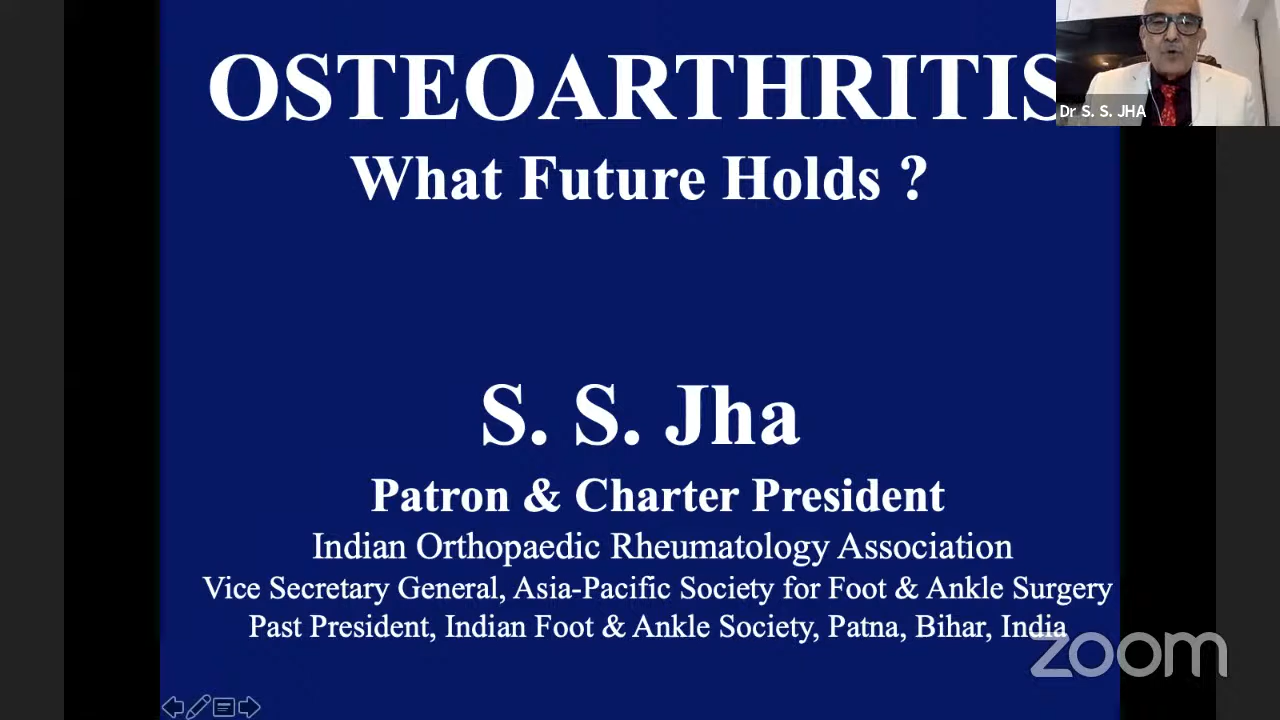 OSTEOARTHRITIS
What Future Holds ?
Dr S. S. JHA
S. S. Jha
Patron & Charter President
Indian Orthopaedic Rheumatology Association
Vice Secretary General, Asia-Pacific Society for Foot & Ankle Surgery
Past President, Indian Foot & Ankle Society, Patna, Bihar, India
zoom